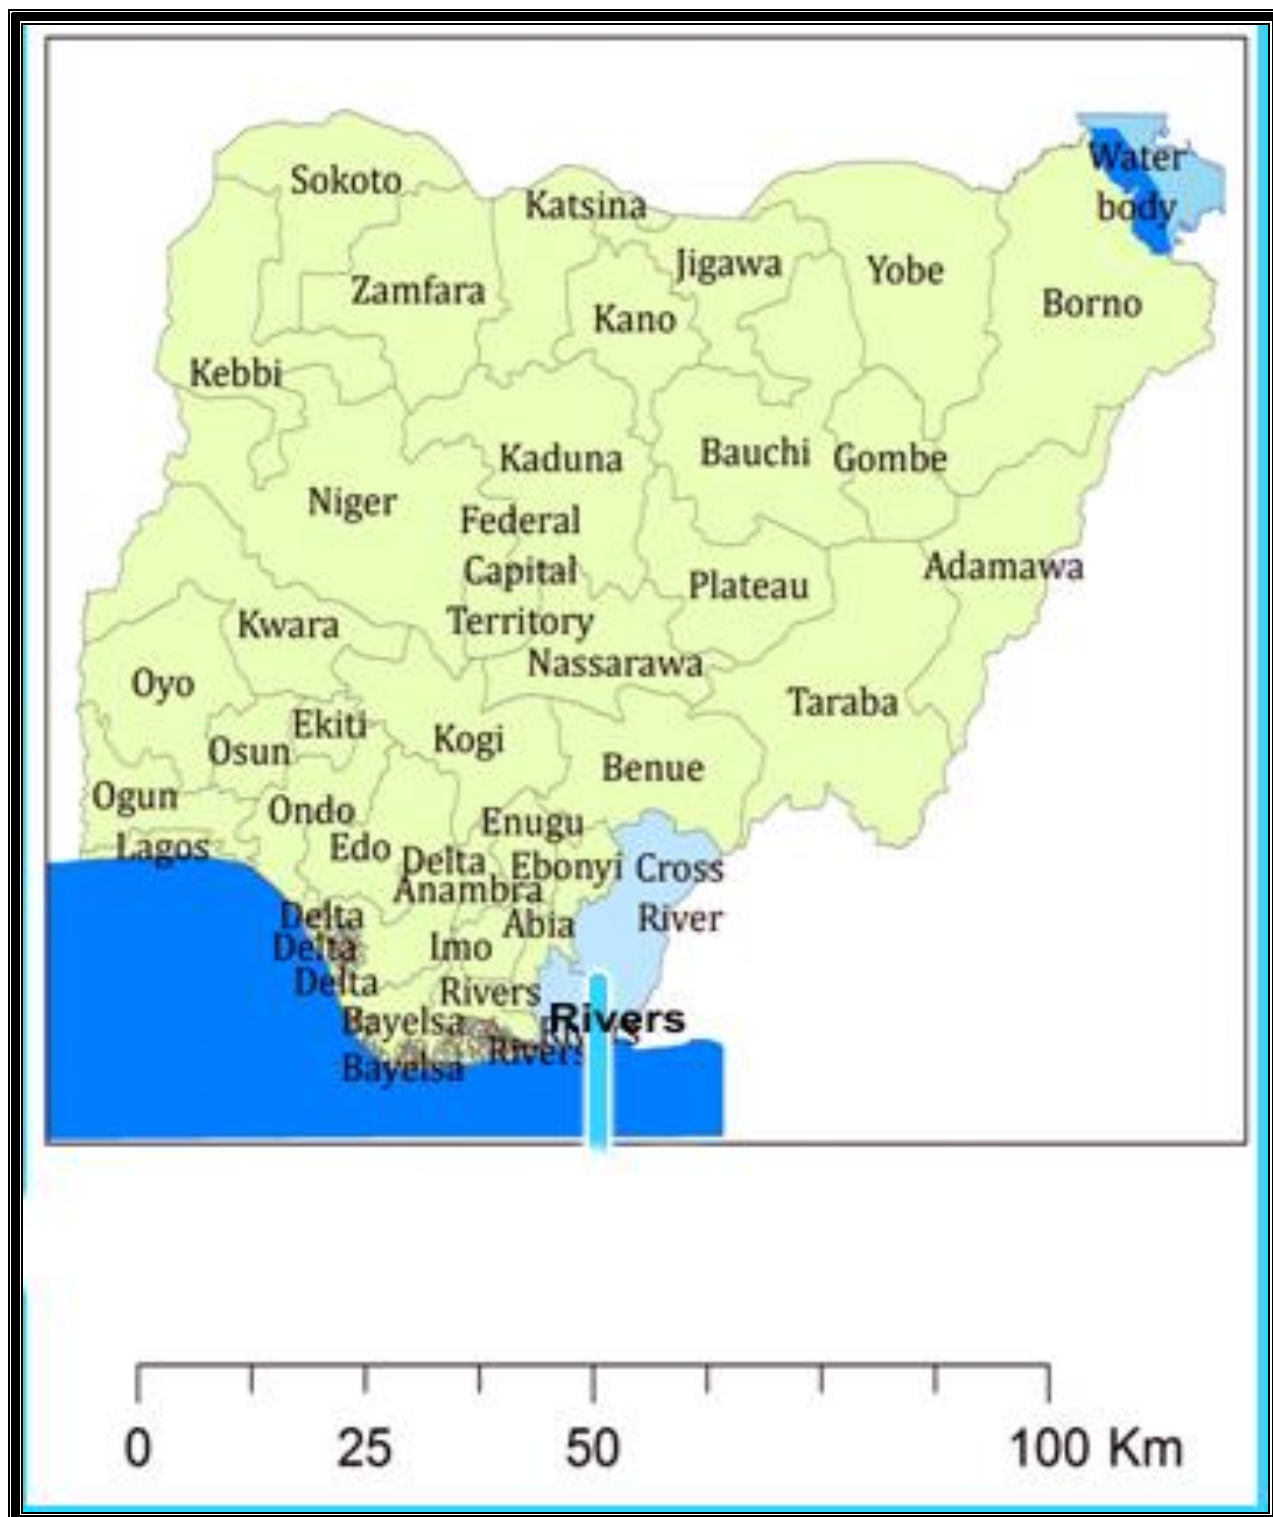 Sokoto
Water
body
Katsina
Jigawa
Yobe
Zamfara
Kano
Borno
Kebbi
Kaduna
Bauchi
Gombe
Niger
Federal
Capital
Territory
Plateau
Adamawa
Kwara
Nassarawa
Oyo
Taraba
Ekiti
Osun
Kogi
Benue
Ogun
Ondo
Enugu
Lagos
Edo
Delta
Ebonyi
Cross
River
Anambra
Delta
Abia
Delta
Imo
Delta
Rivers
Bayelsa
Rivers
Rivers
Bayelsa
0 25 50 100 Km